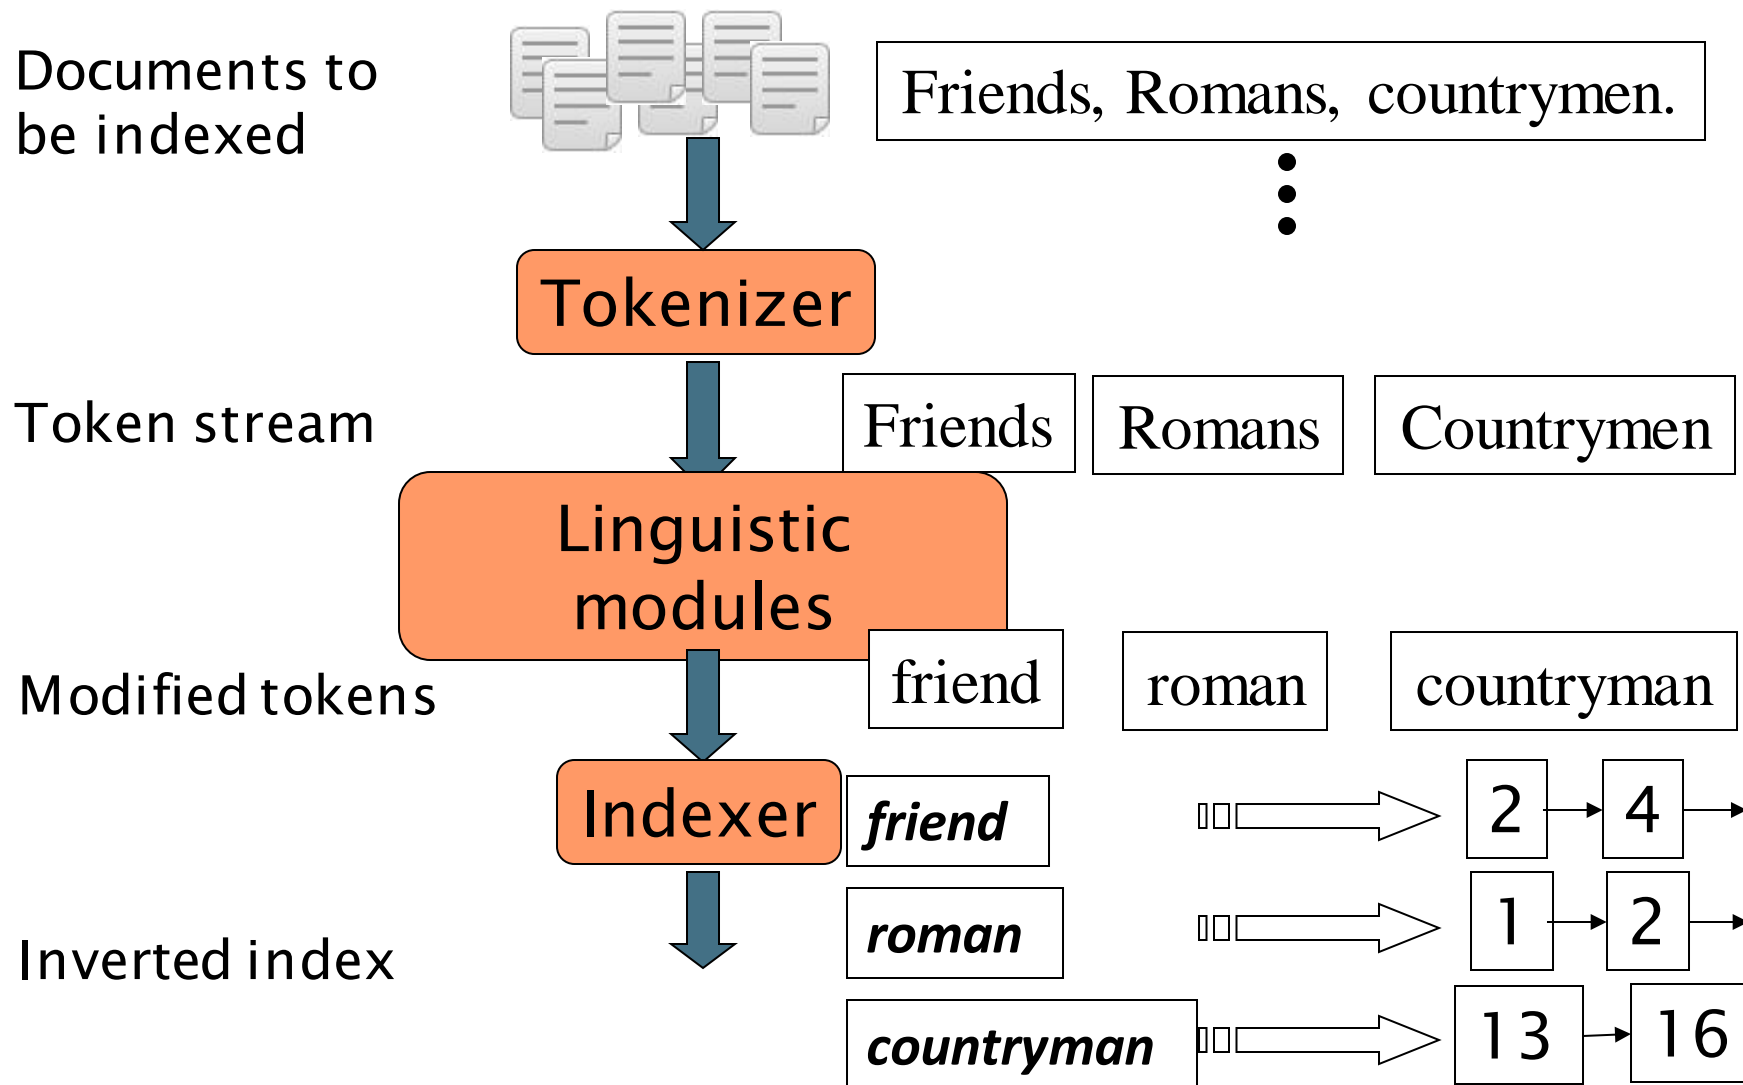 Documents to
be indexed
Friends, Romans, countrymen.
Tokenizer
Token stream
Friends Romans Countrymen
Linguistic
modules
Modified tokens
friend roman countryman
Indexer
friend 2 4
roman 1 2
Inverted index
countryman 13 16